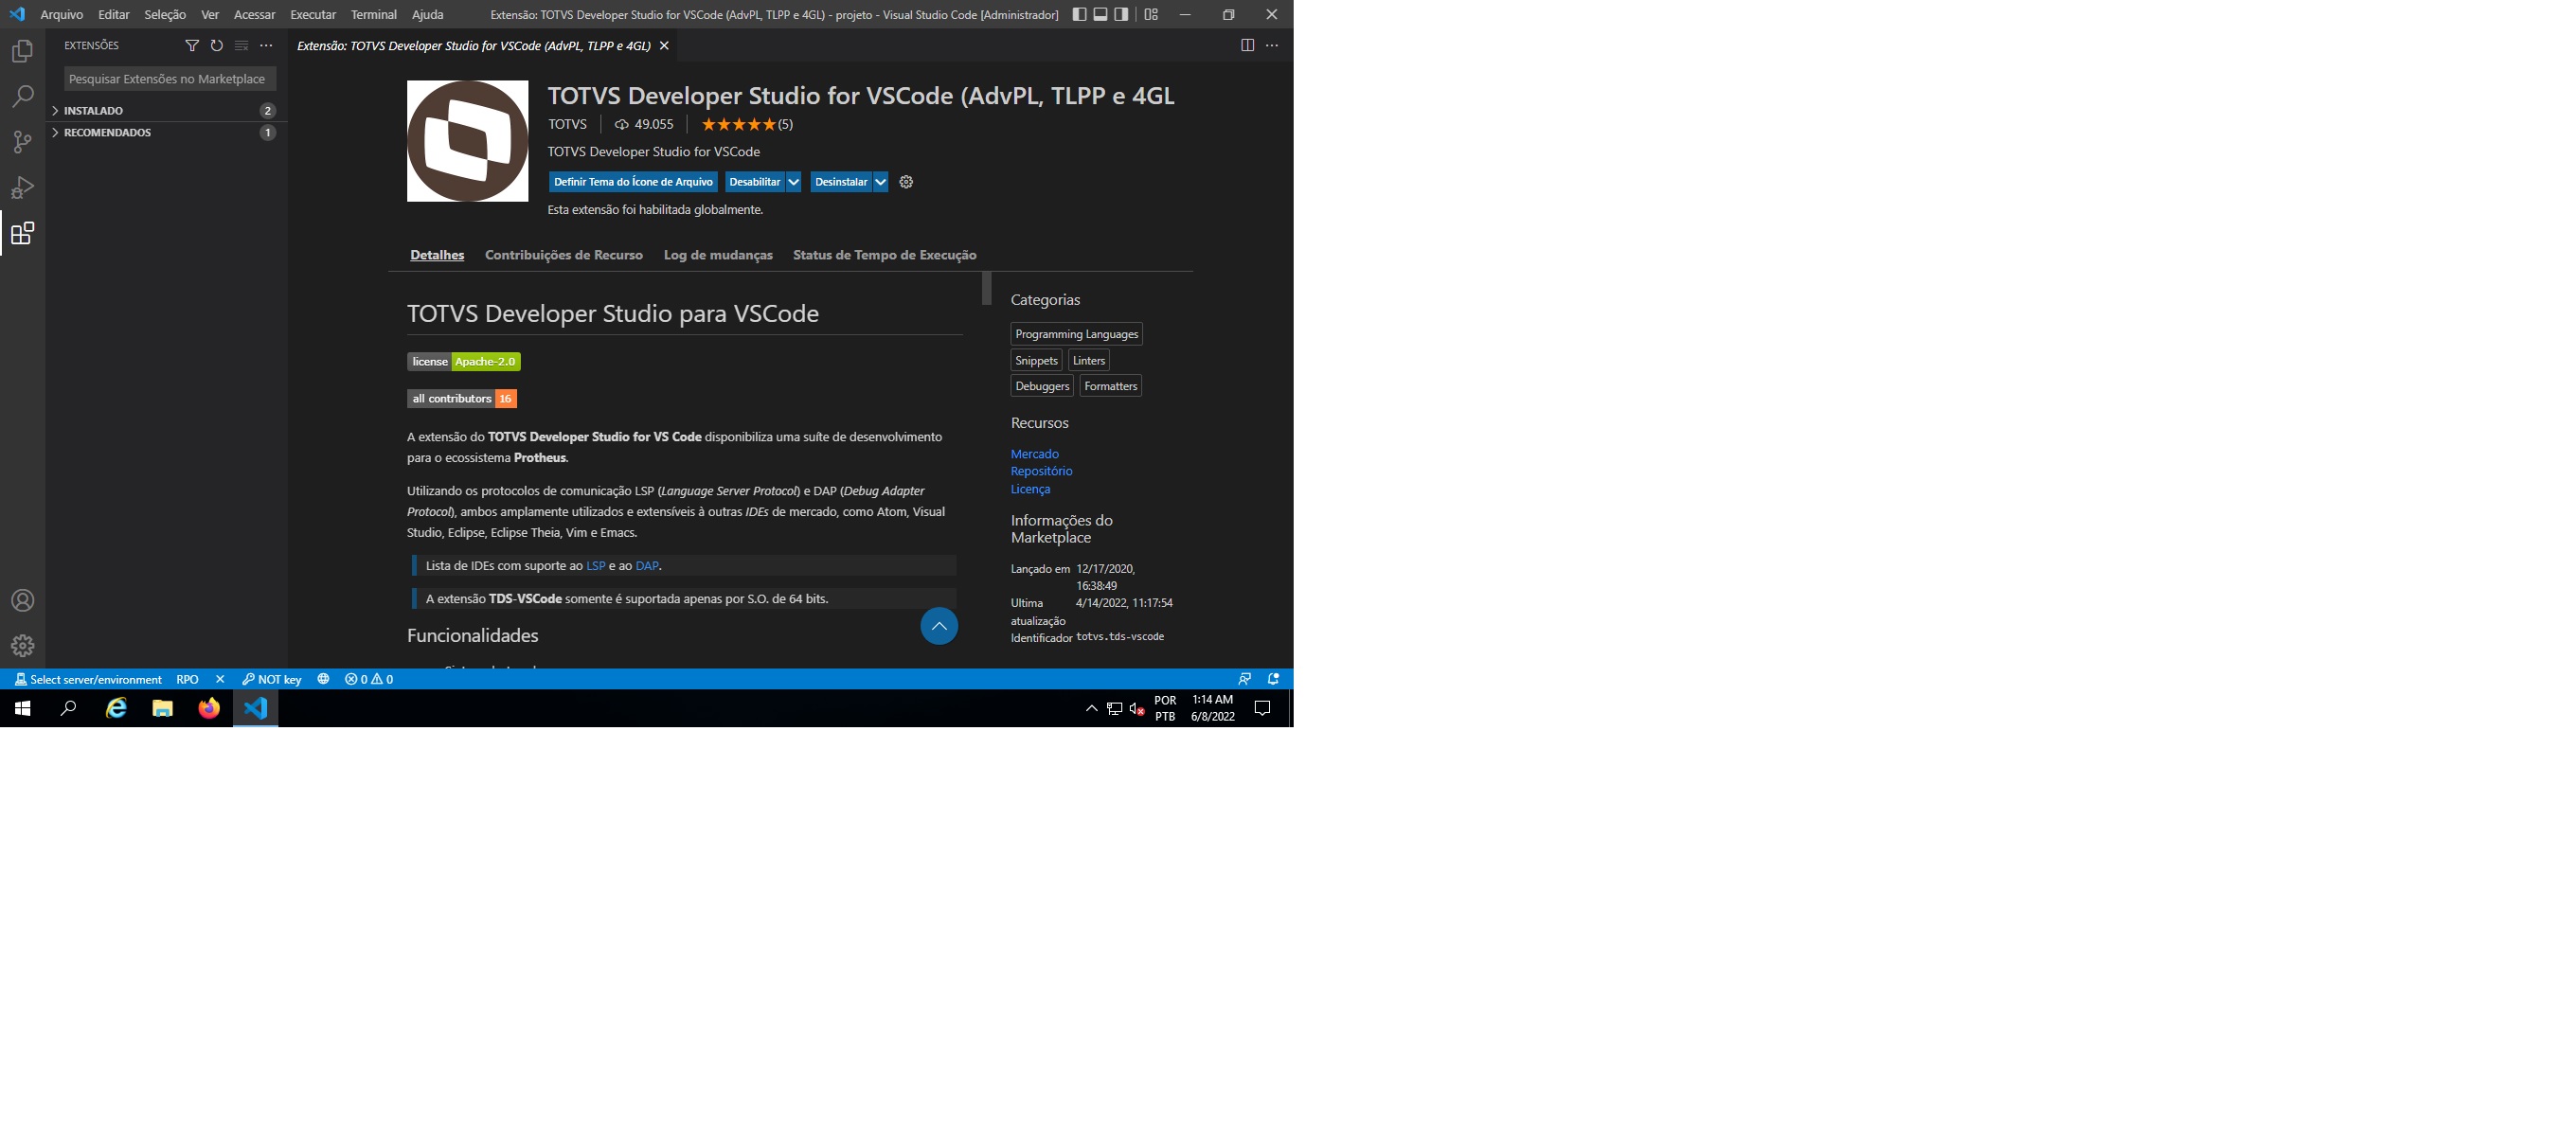 Arquivo Editar Seleção Ver Acessar Executar Terminal Ajuda Extensão: TOTVS Developer Studio for VSCode (AdvPL, TLPP e 4GL) - projeto - Visual Studio Code [Administrador]
EXTENSÕES
Extensão: TOTVS Developer Studio for VSCode (AdvPL, TLPP e 4GL)
Pesquisar Extensões no Marketplace
INSTALADO 2
RECOMENDADOS 1
TOTVS Developer Studio for VSCode (AdvPL, TLPP e 4GL
TOTVS 49.055 ★★★★★(5)
TOTVS Developer Studio for VSCode
Definir Tema do Ícone de Arquivo Desabilitar Desinstalar
Esta extensão foi habilitada globalmente.
Detalhes Contribuições de Recurso Log de mudanças Status de Tempo de Execução
TOTVS Developer Studio para VSCode
license Apache-2.0
all contributors 16
A extensão do TOTVS Developer Studio for VS Code disponibiliza uma suíte de desenvolvimento
para o ecossistema Protheus.
Utilizando os protocolos de comunicação LSP (Language Server Protocol) e DAP (Debug Adapter
Protocol), ambos amplamente utilizados e extensíveis à outras IDEs de mercado, como Atom, Visual
Studio, Eclipse, Eclipse Theia, Vim e Emacs.
Lista de IDEs com suporte ao LSP e ao DAP.
A extensão TDS-VSCode somente é suportada apenas por S.O. de 64 bits.
Funcionalidades
Categorias
Programming Languages
Snippets Linters
Debuggers Formatters
Recursos
Mercado
Repositório
Licença
Informações do
Marketplace
Lançado em 12/17/2020,
16:38:49
Ultima 4/14/2022, 11:17:54
atualização
Identificador totvs.tds-vscode
Select server/environment RPO NOT key 0 0
POR 1:14 AM
PTB 6/8/2022